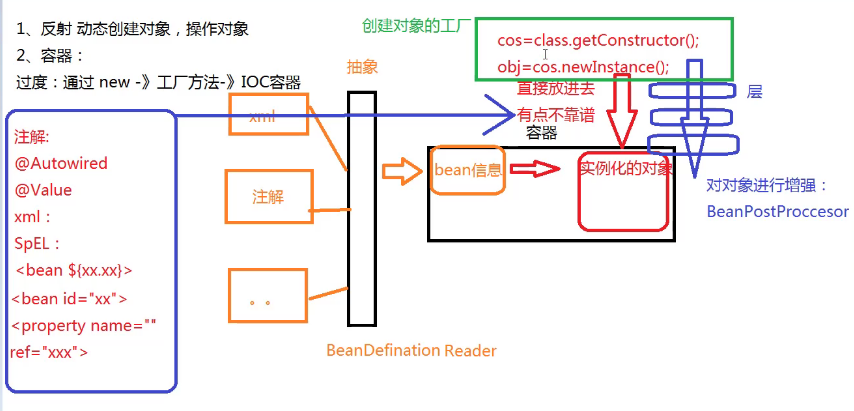 1、反射 动态创建对象，操作对象
2、容器：
过度：通过 new -》工厂方法-》IOC容器
创建对象的工厂
cos=class.getConstructor();
obj=cos.newInstance();
抽象
直接放进去
有点不靠谱
层
xml
容器
注解:
@Autowired
@Value
xml：
SpEL：
<bean ${xx.xx}>
<bean id="xx">
<property name=""
ref="xxx">
注解
bean信息
实例化的对象
对对象进行增强：
BeanPostProccesor
。。
BeanDefination Reader